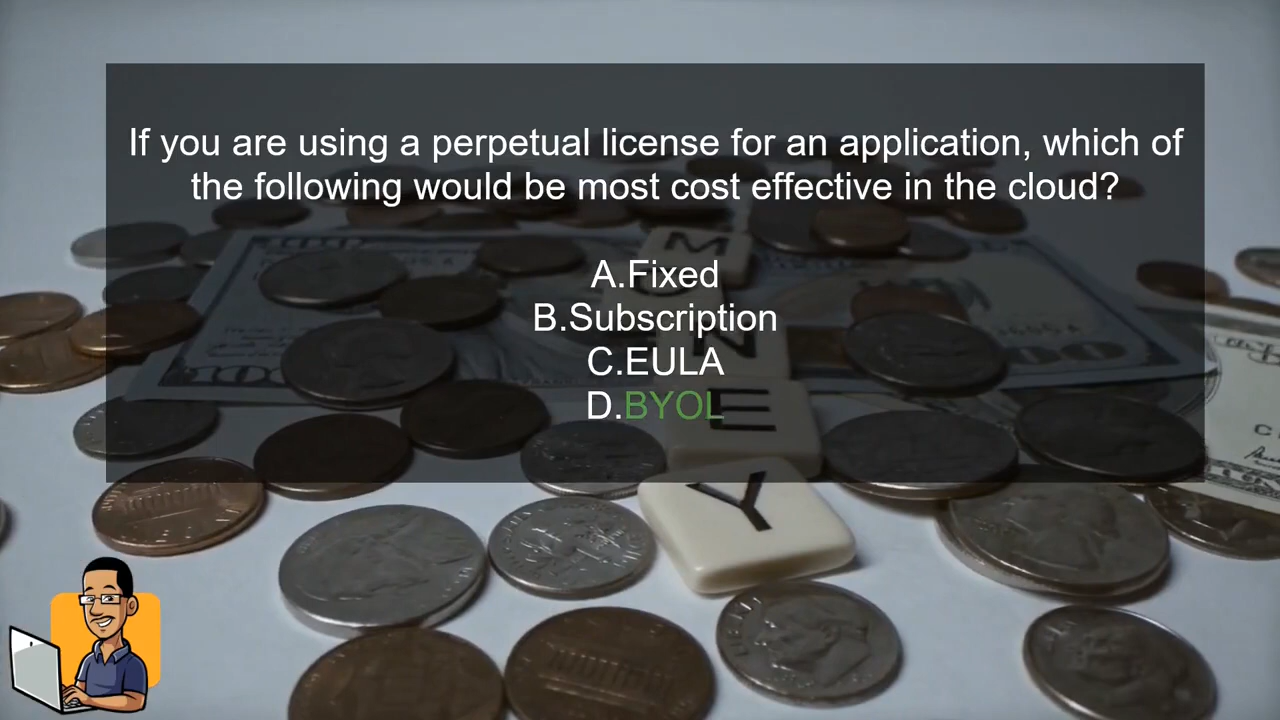 If you are using a perpetual license for an application, which of
the following would be most cost effective in the cloud?
A.Fixed
B.Subscription
C.EULA
D.BYOL
M
N
E
Y
100